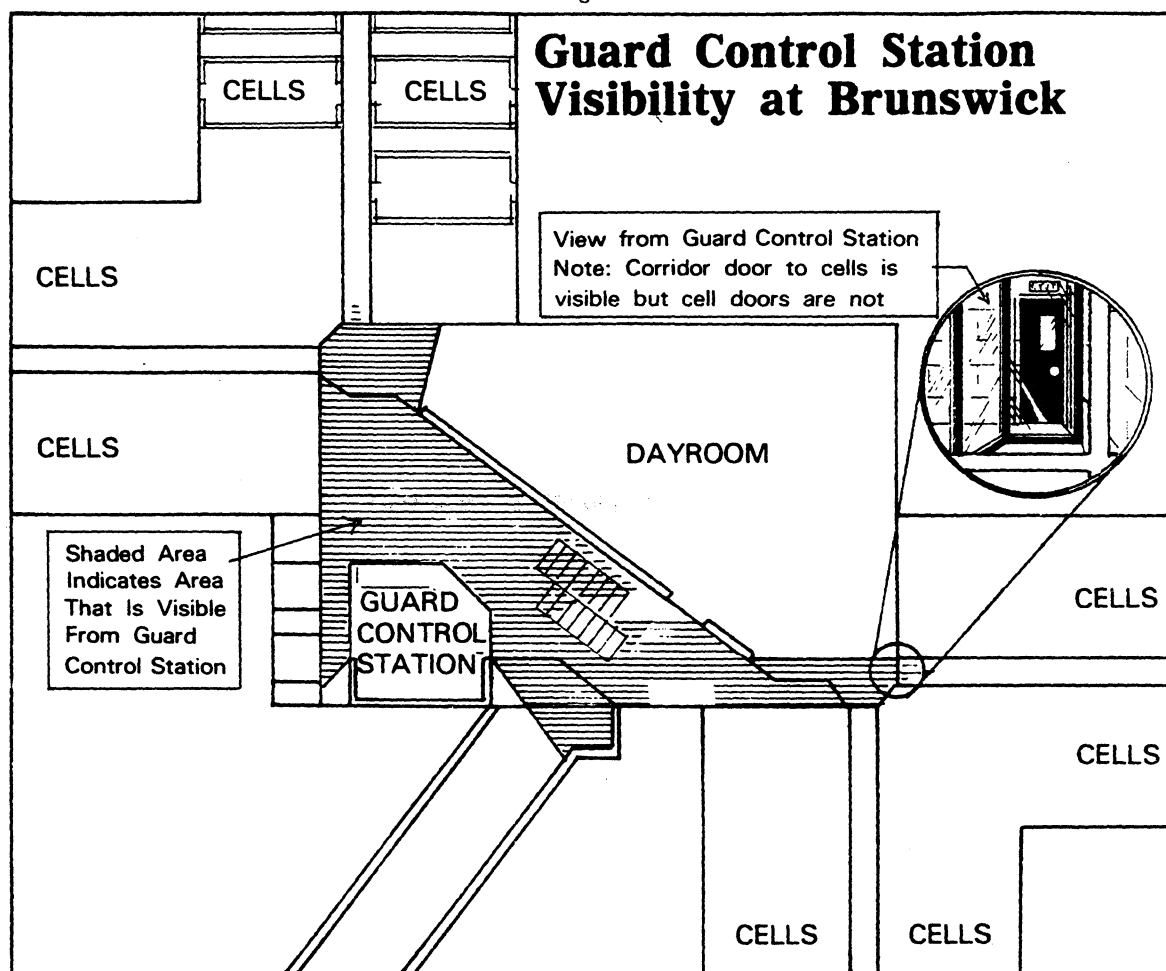 Guard Control Station
Visibility at Brunswick
CELLS
CELLS
View from Guard Control Station
Note: Corridor door to cells is
visible but cell doors are not
CELLS
CELLS
DAYROOM
Shaded Area
Indicates Area
That Is Visible
From Guard
Control Station
GUARD
CONTROL
STATION
CELLS
CELLS
CELLS
CELLS